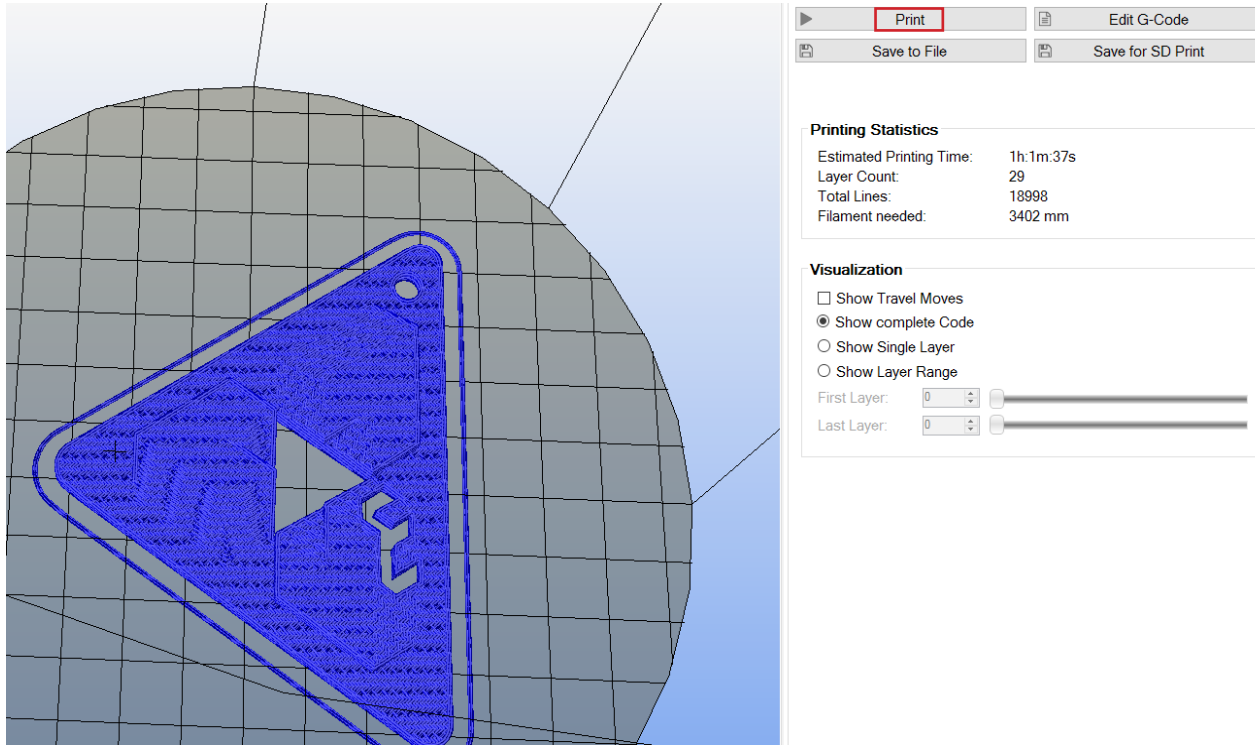 Print
Edit G-Code
Save to File
Save for SD Print
Printing Statistics
Estimated Printing Time: 1h:1m:37s
Layer Count: 29
Total Lines: 18998
Filament needed: 3402 mm
Visualization
Show Travel Moves
Show complete Code
Show Single Layer
Show Layer Range
First Layer: 0
Last Layer: 0